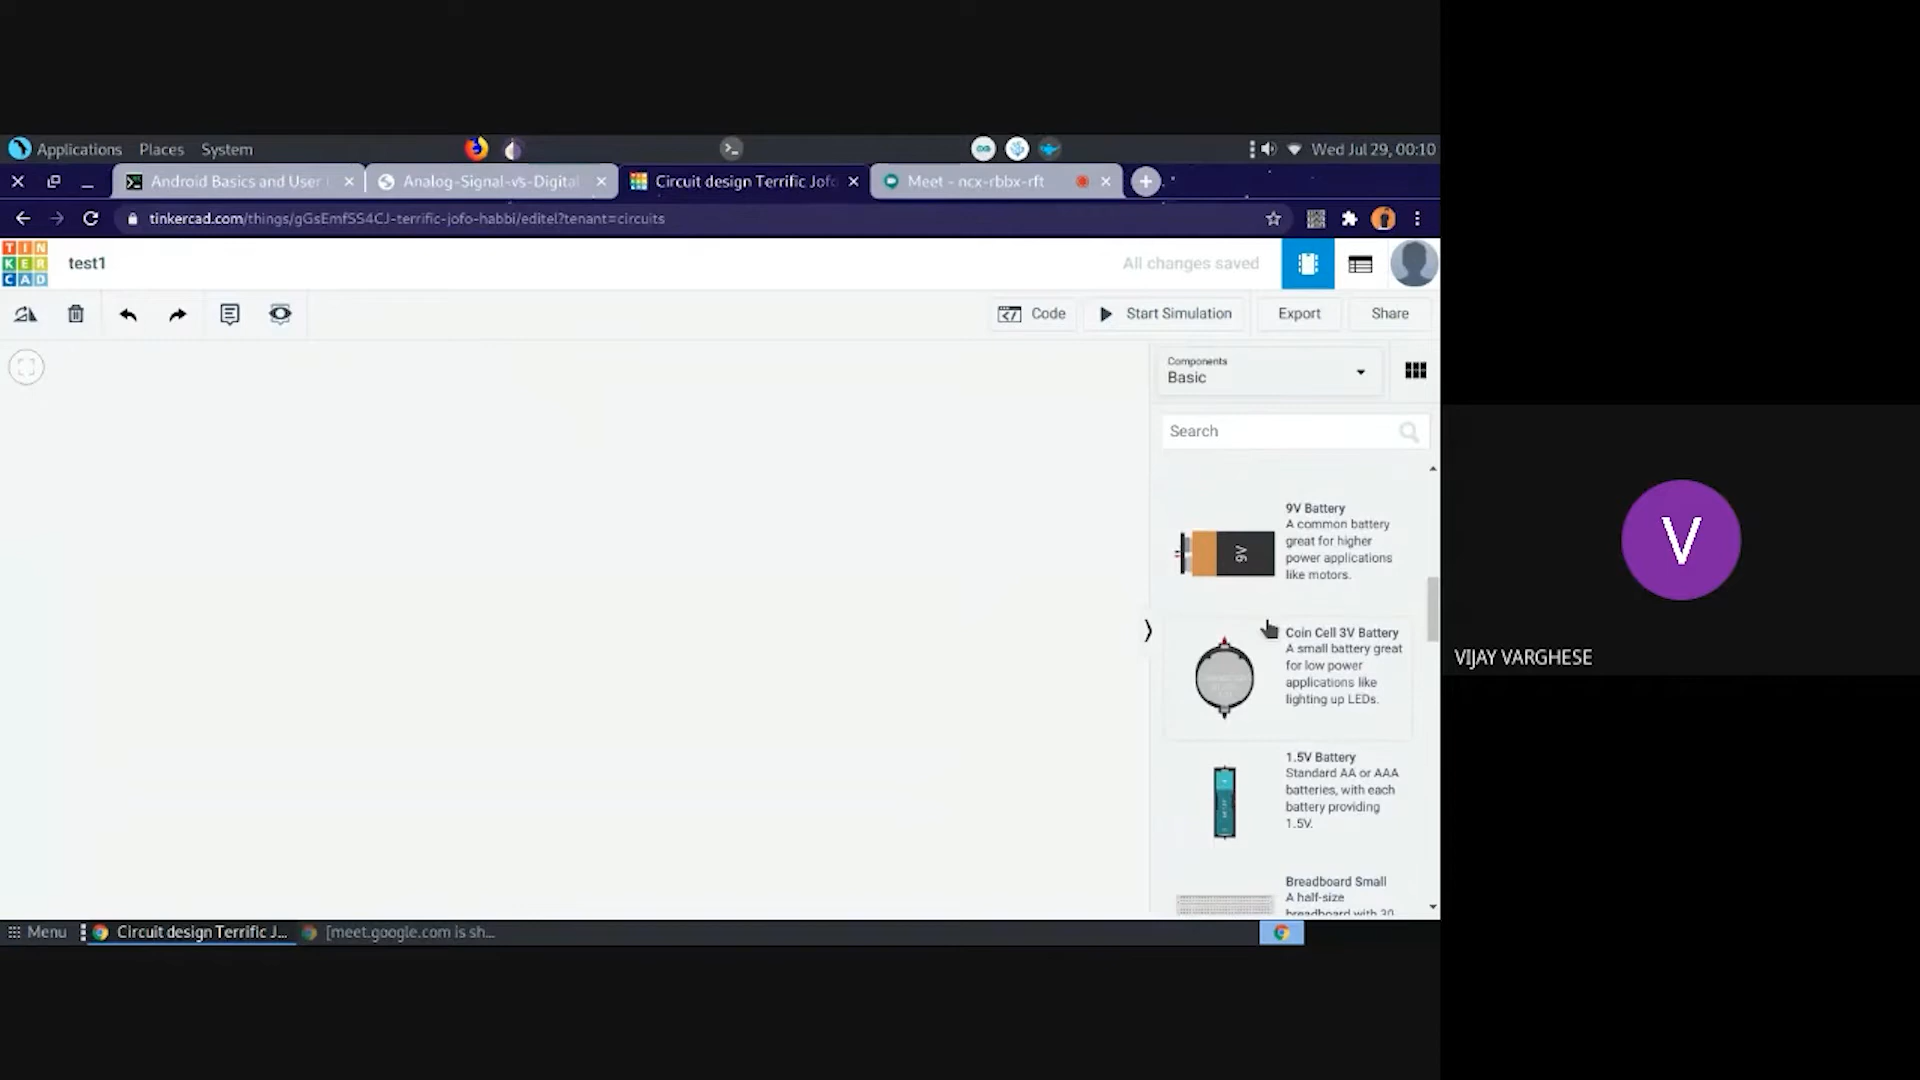 Applications Places System
Wed Jul 29, 00:10
Android Basics and User
Analog-Signal-vs-Digital
Circuit design Terrific Jofo
Meet - ncx-rbbx-rft
tinkercad.com/things/gGsEmfSS4CJ-terrific-jofo-habbi/editel?tenant=circuits
TIN
KER
CAD
test1
All changes saved
Code
Start Simulation
Export
Share
Components
Basic
Search
9V Battery
A common battery
great for higher
power applications
like motors.
9V
Coin Cell 3V Battery
A small battery great
for low power
applications like
lighting up LEDs.
1.5V Battery
Standard AA or AAA
batteries, with each
battery providing
1.5V.
Breadboard Small
A half-size
breadboard with 30
V
VIJAY VARGHESE
Menu
Circuit design Terrific J...
[meet.google.com is sh...